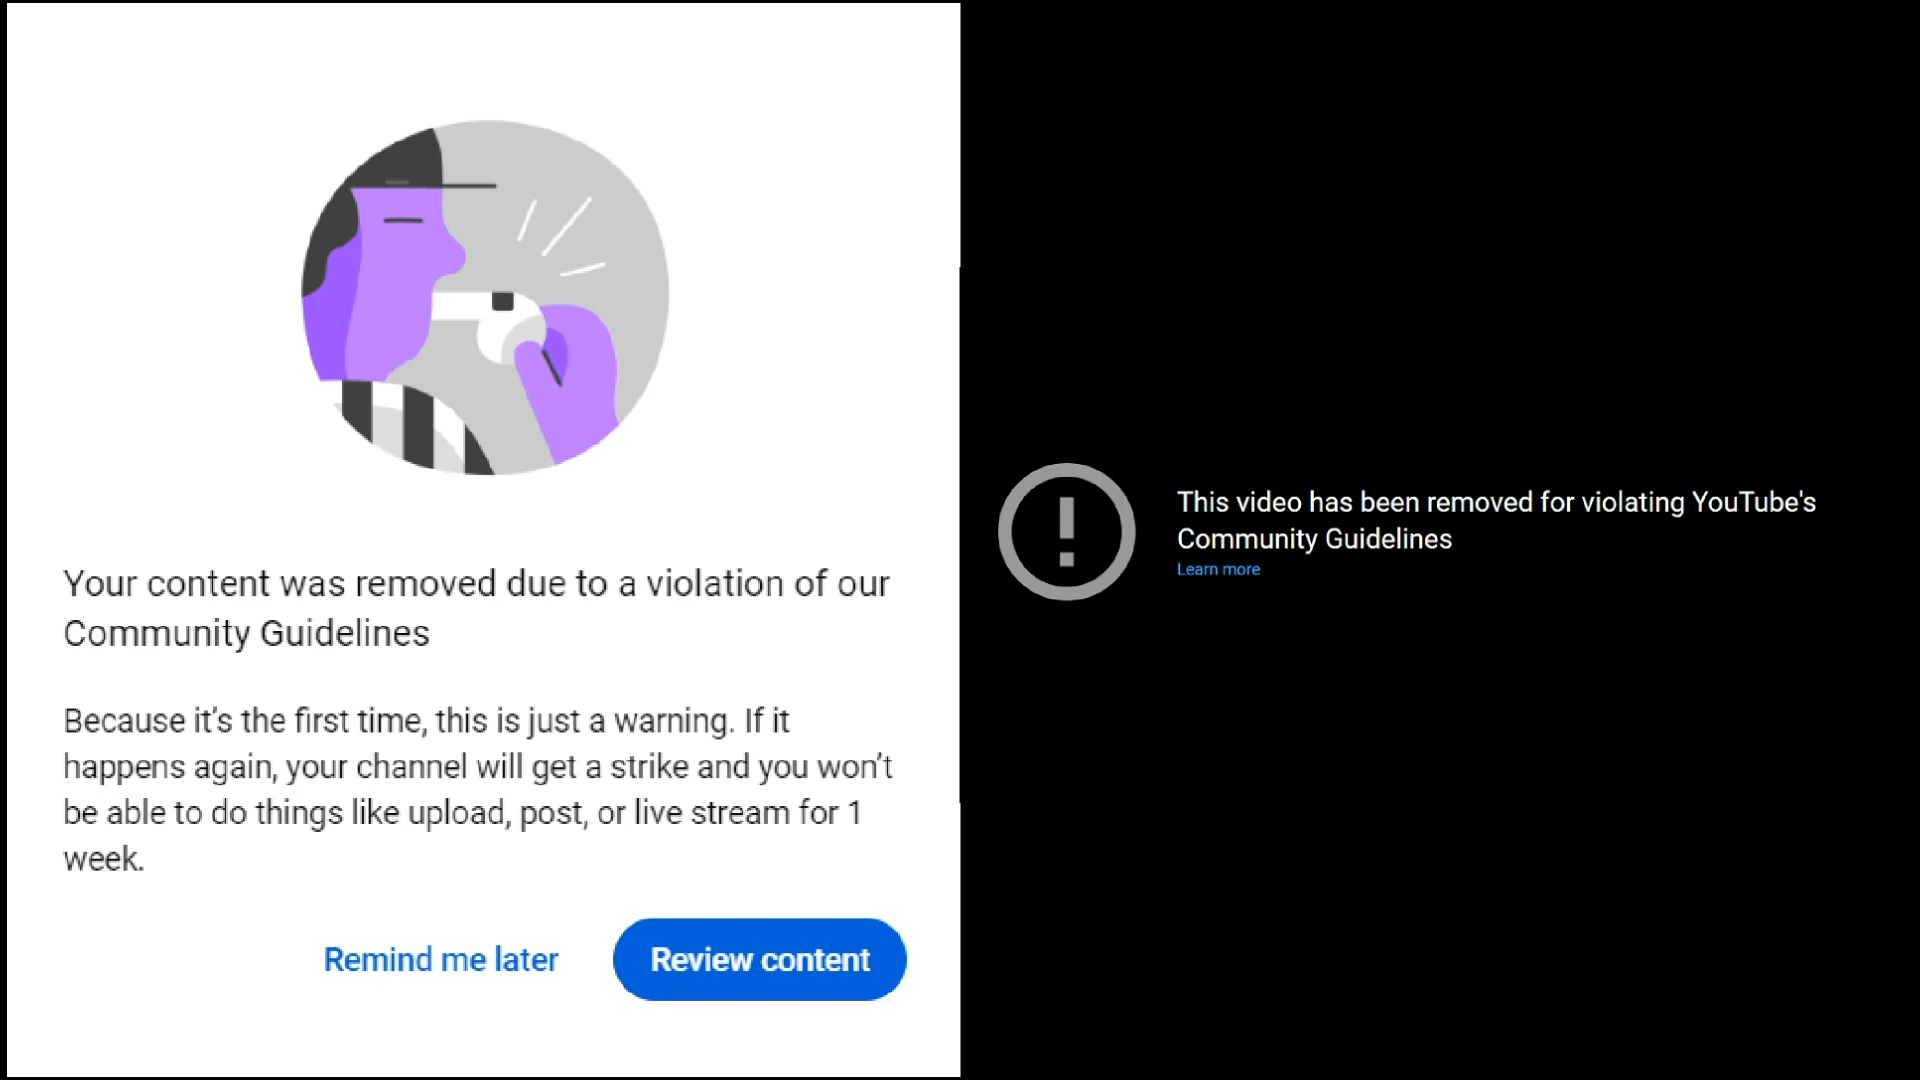 Your content was removed due to a violation of our
Community Guidelines
Because it’s the first time, this is just a warning. If it
happens again, your channel will get a strike and you won’t
be able to do things like upload, post, or live stream for 1
week.
Remind me later
Review content
This video has been removed for violating YouTube's
Community Guidelines
Learn more